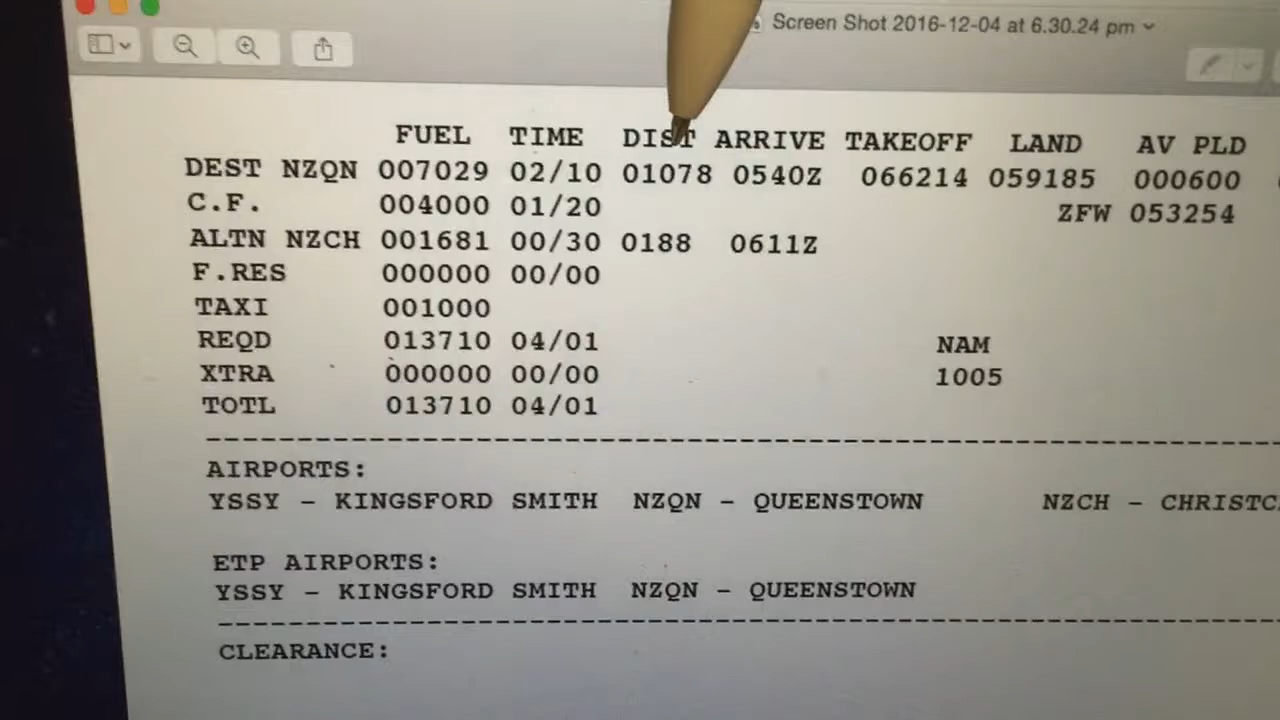 Screen Shot 2016-12-04 at 6.30.24 pm
FUEL TIME DIST ARRIVE TAKEOFF LAND AV PLD
DEST NZQN 007029 02/10 01078 0540Z 066214 059185 000600
C.F. 004000 01/20 ZFW 053254
ALTN NZCH 001681 00/30 0188 0611Z
F.RES 000000 00/00
TAXI 001000
REQD 013710 04/01 NAM
XTRA 000000 00/00 1005
TOTL 013710 04/01
AIRPORTS:
YSSY - KINGSFORD SMITH NZQN - QUEENSTOWN NZCH - CHRISTC
ETP AIRPORTS:
YSSY - KINGSFORD SMITH NZQN - QUEENSTOWN
CLEARANCE: